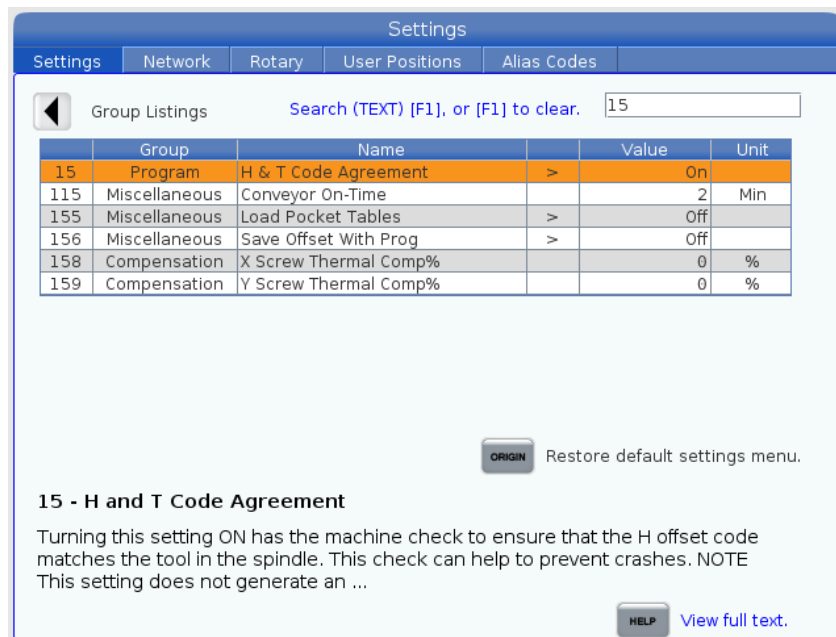 Settings
Settings Network Rotary User Positions Alias Codes
Group Listings Search (TEXT) [F1], or [F1] to clear. 15
Group Name Value Unit
15 Program H & T Code Agreement > On
115 Miscellaneous Conveyor On-Time 2 Min
155 Miscellaneous Load Pocket Tables > Off
156 Miscellaneous Save Offset With Prog > Off
158 Compensation X Screw Thermal Comp% 0 %
159 Compensation Y Screw Thermal Comp% 0 %
ORIGIN Restore default settings menu.
15 - H and T Code Agreement
Turning this setting ON has the machine check to ensure that the H offset code
matches the tool in the spindle. This check can help to prevent crashes. NOTE
This setting does not generate an ...
HELP View full text.